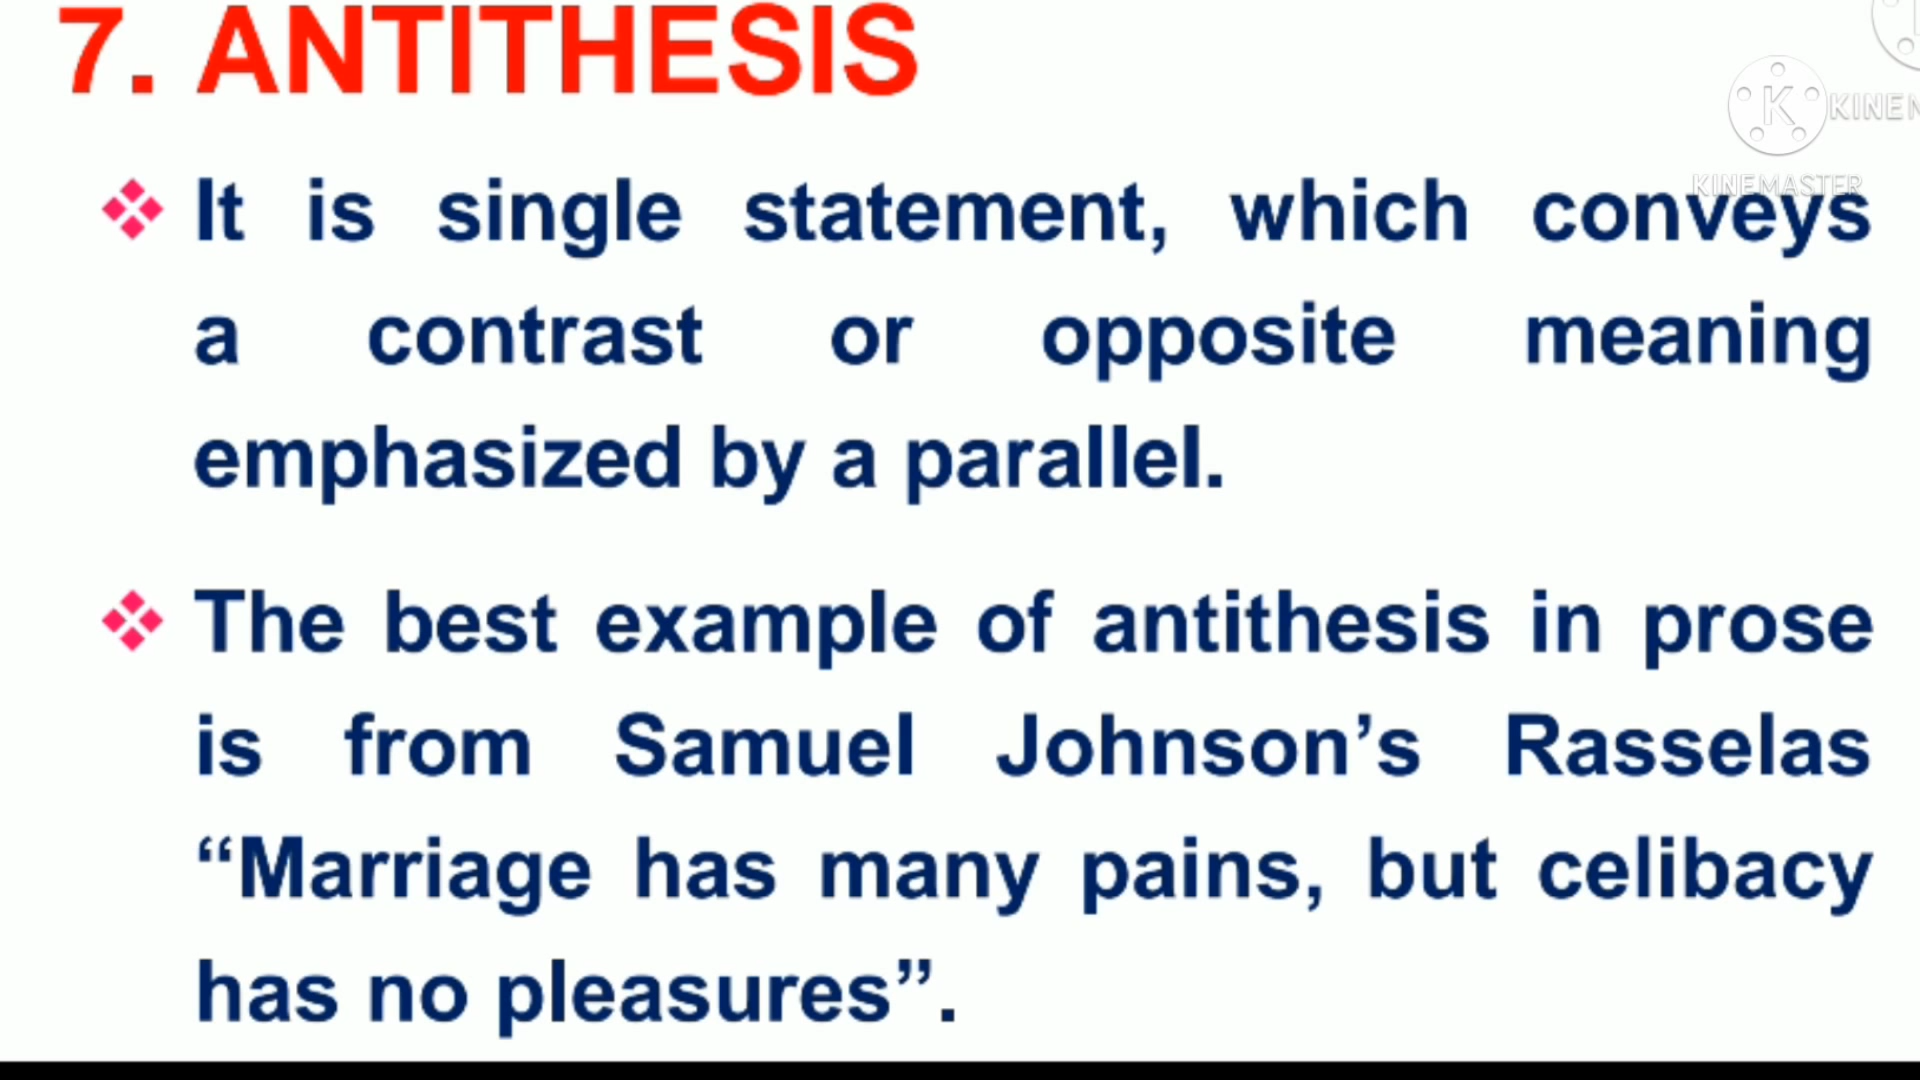 7. ANTITHESIS
K KINEM
KINEMASTER
❖ It is single statement, which conveys
a contrast or opposite meaning
emphasized by a parallel.
❖ The best example of antithesis in prose
is from Samuel Johnson’s Rasselas
“Marriage has many pains, but celibacy
has no pleasures”.